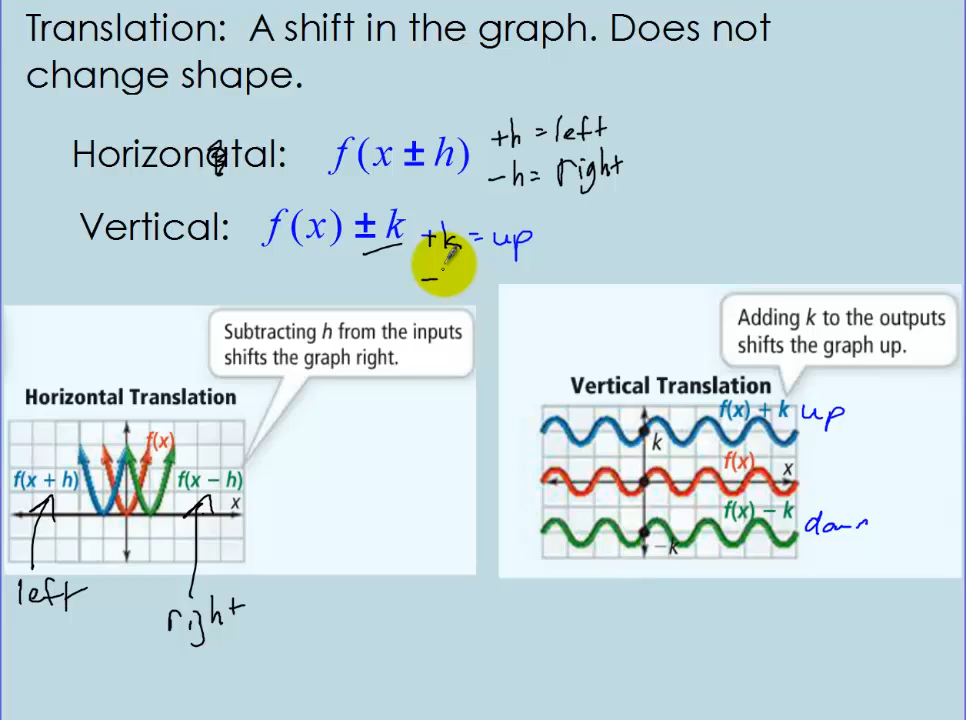 Translation: A shift in the graph. Does not
change shape.
Horizontal: f(x ± h) +h = left
-h = right
Vertical: f(x) ± k +k = up
−
Subtracting h from the inputs
shifts the graph right.
Horizontal Translation
f(x)
f(x + h) f(x − h)
x
left
right
Adding k to the outputs
shifts the graph up.
Vertical Translation
f(x) + k up
k
f(x) x
f(x) − k
down
−k